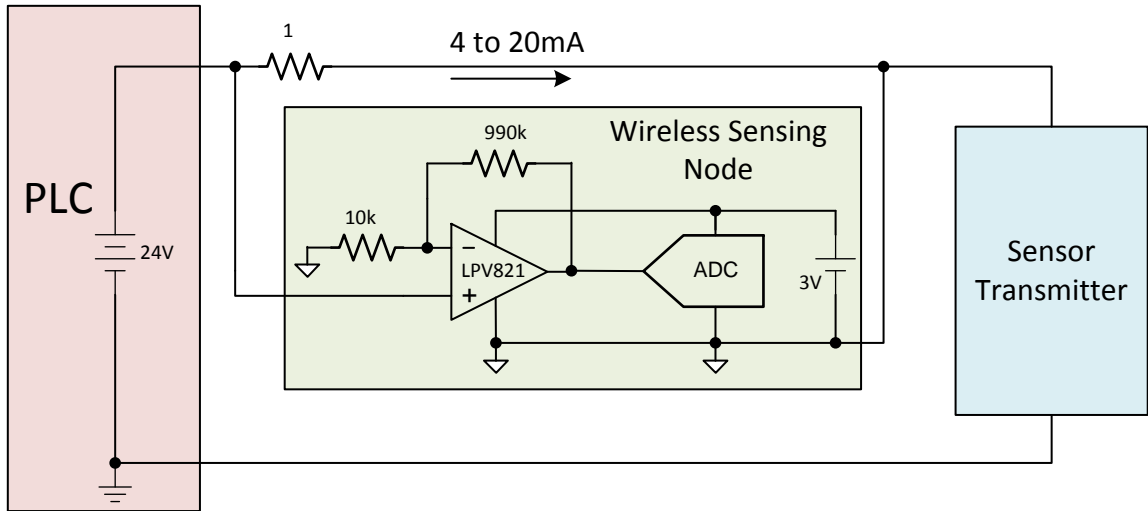 1
4 to 20mA
990k
Wireless Sensing
Node
PLC
10k
24V
LPV821
ADC
3V
Sensor
Transmitter